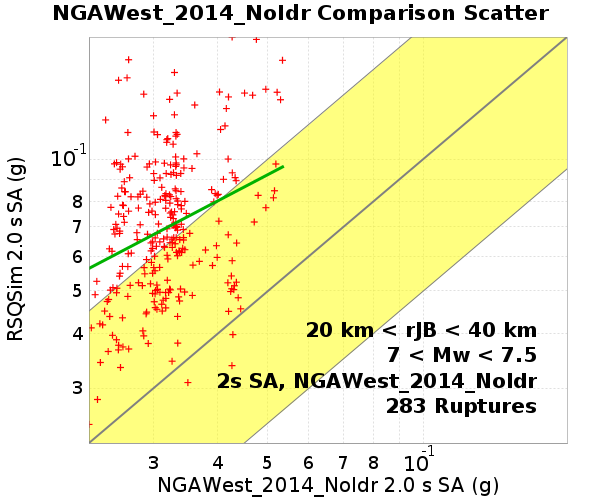 NGAWest_2014_NoIdr Comparison Scatter
RSQSim 2.0 s SA (g)
10-1
8
7
6
5
4
3
20 km < rJB < 40 km
7 < Mw < 7.5
2s SA, NGAWest_2014_NoIdr
283 Ruptures
3 4 5 6 7 8 10-1
NGAWest_2014_NoIdr 2.0 s SA (g)